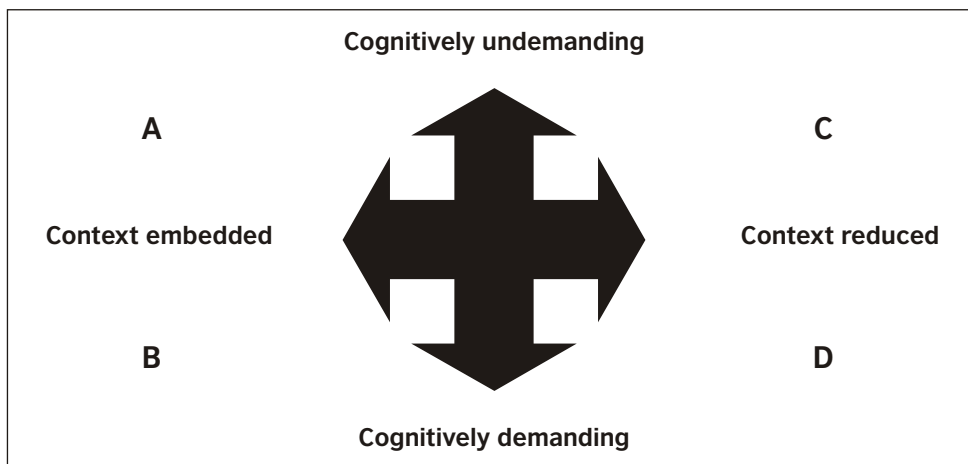 Cognitively undemanding
A
C
Context embedded
Context reduced
B
D
Cognitively demanding